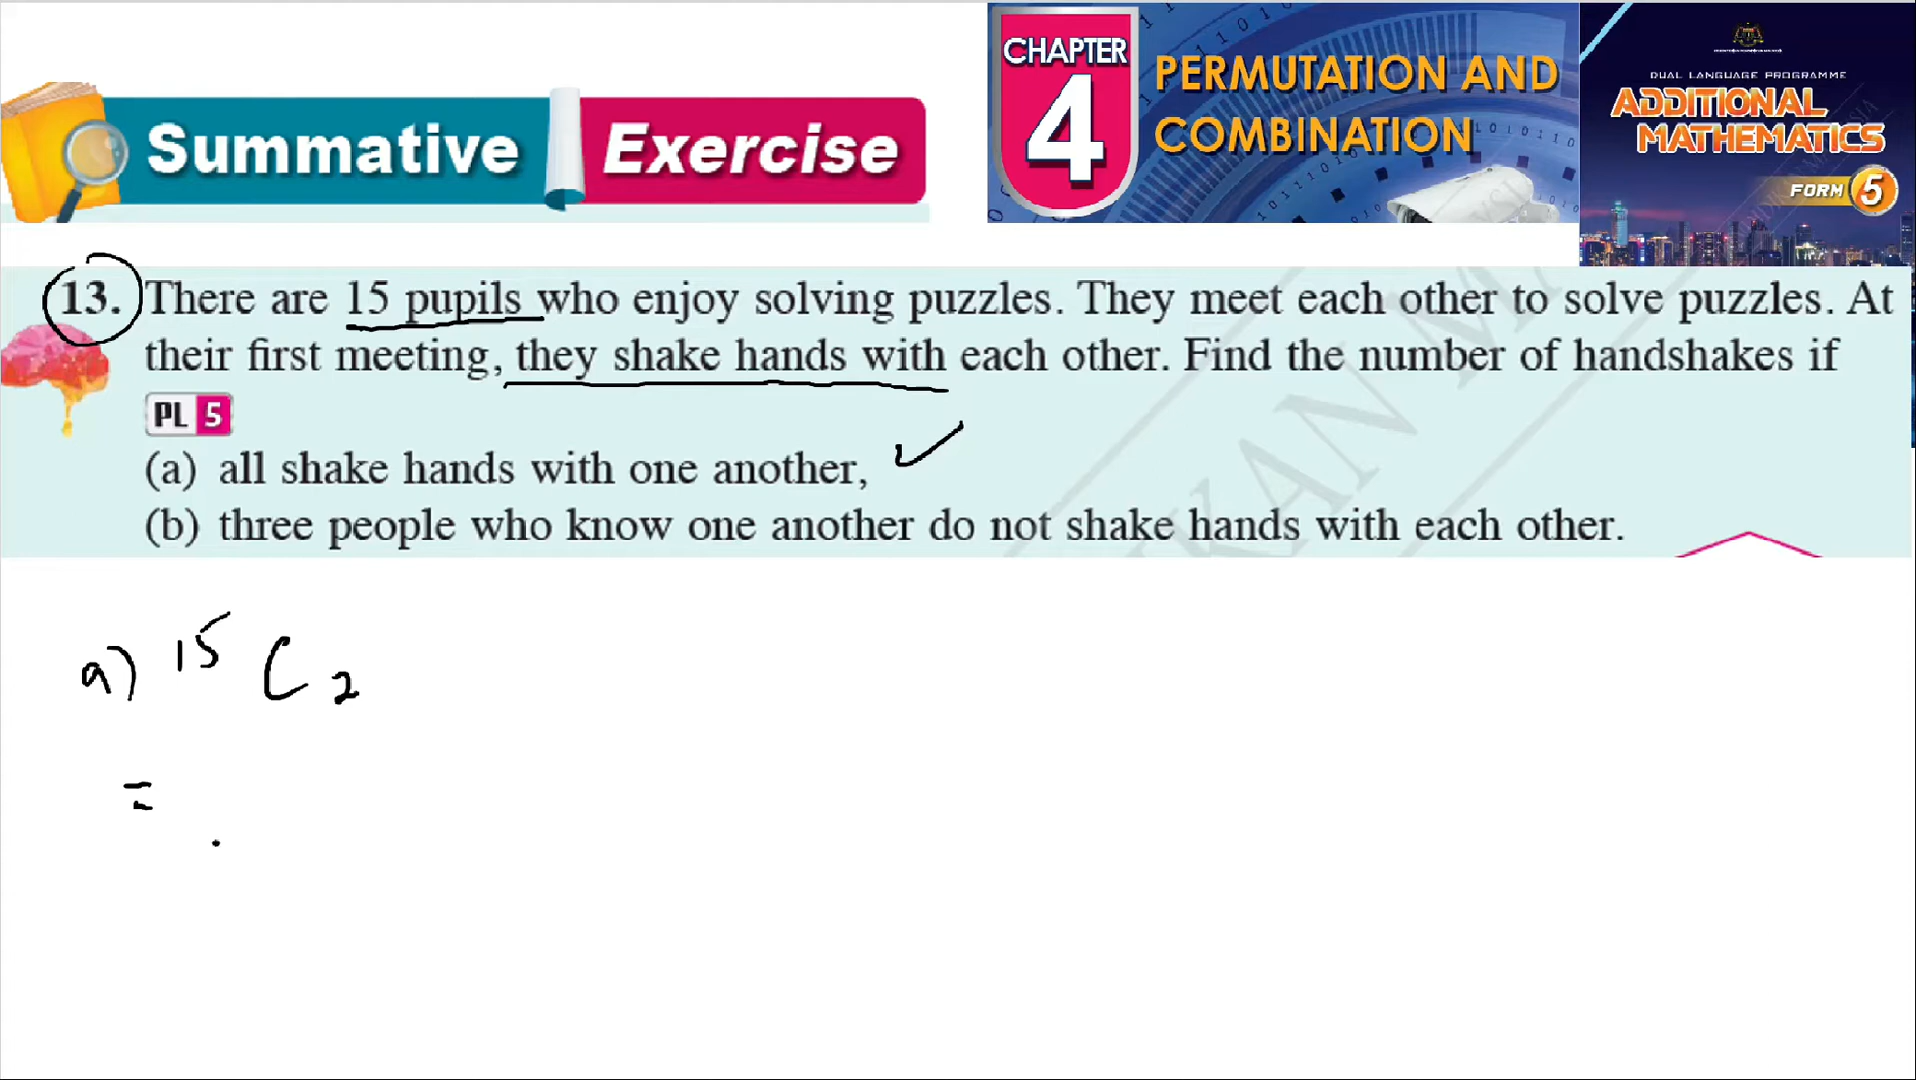 CHAPTER
4
PERMUTATION AND
COMBINATION
DUAL LANGUAGE PROGRAMME
ADDITIONAL
MATHEMATICS
FORM 5
Summative Exercise
13. There are 15 pupils who enjoy solving puzzles. They meet each other to solve puzzles. At
their first meeting, they shake hands with each other. Find the number of handshakes if
PL 5
(a) all shake hands with one another,
(b) three people who know one another do not shake hands with each other.
a) 15 C 2
=